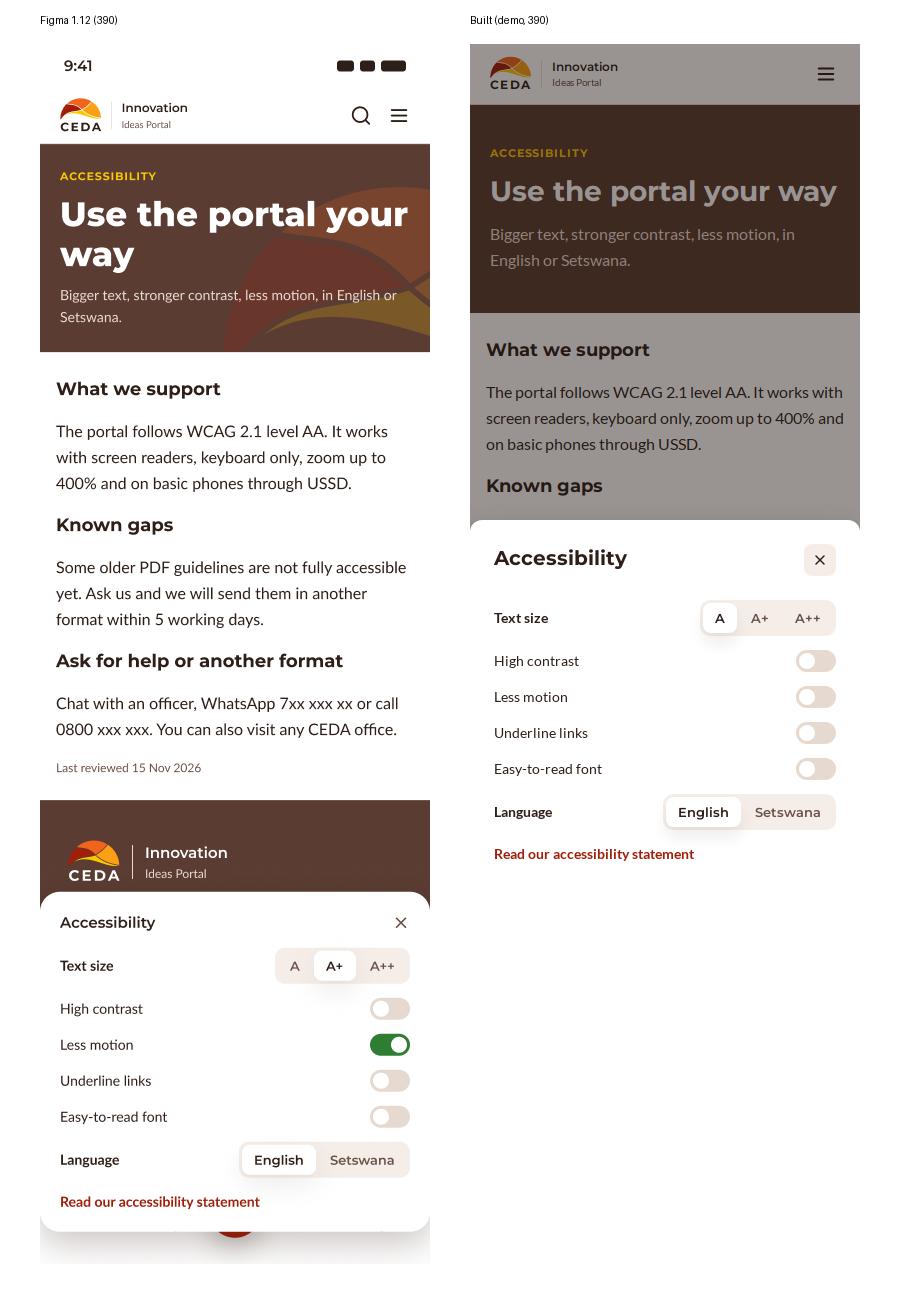 Figma 1.12 (390)
9:41
CEDA
Innovation
Ideas Portal
ACCESSIBILITY
Use the portal your
way
Bigger text, stronger contrast, less motion, in English or
Setswana.
What we support
The portal follows WCAG 2.1 level AA. It works
with screen readers, keyboard only, zoom up to
400% and on basic phones through USSD.
Known gaps
Some older PDF guidelines are not fully accessible
yet. Ask us and we will send them in another
format within 5 working days.
Ask for help or another format
Chat with an officer, WhatsApp 7xx xxx xx or call
0800 xxx xxx. You can also visit any CEDA office.
Last reviewed 15 Nov 2026
CEDA
Innovation
Ideas Portal
Accessibility
Text size A A+ A++
High contrast
Less motion
Underline links
Easy-to-read font
Language English Setswana
Read our accessibility statement
Built (demo, 390)
CEDA
Innovation
Ideas Portal
ACCESSIBILITY
Use the portal your way
Bigger text, stronger contrast, less motion, in
English or Setswana.
What we support
The portal follows WCAG 2.1 level AA. It works with
screen readers, keyboard only, zoom up to 400% and
on basic phones through USSD.
Known gaps
Accessibility
Text size A A+ A++
High contrast
Less motion
Underline links
Easy-to-read font
Language English Setswana
Read our accessibility statement